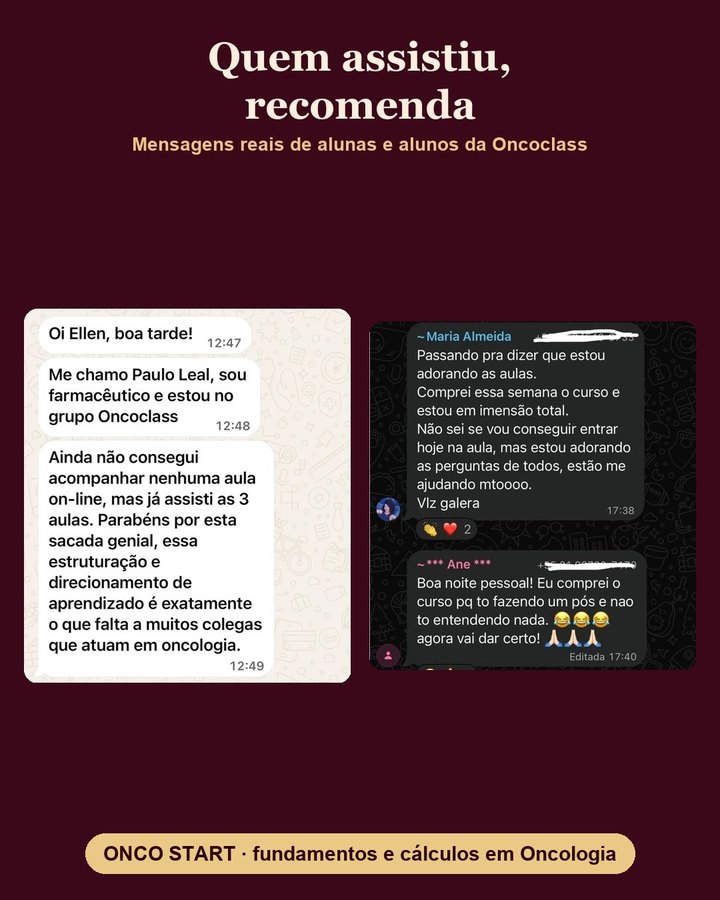 Quem assistiu,
recomenda
Mensagens reais de alunas e alunos da Oncoclass
Oi Ellen, boa tarde!
12:47
Me chamo Paulo Leal, sou
farmacêutico e estou no
grupo Oncoclass
12:48
Ainda não consegui
acompanhar nenhuma aula
on-line, mas já assisti as 3
aulas. Parabéns por esta
sacada genial, essa
estruturação e
direcionamento de
aprendizado é exatamente
o que falta a muitos colegas
que atuam em oncologia.
12:49
~Maria Almeida
Passando pra dizer que estou
adorando as aulas.
Comprei essa semana o curso e
estou em imensão total.
Não sei se vou conseguir entrar
hoje na aula, mas estou adorando
as perguntas de todos, estão me
ajudando mtoooo.
Vlz galera
17:38
👏 ❤️ 2
~*** Ane ***
Boa noite pessoal! Eu comprei o
curso pq to fazendo um pós e nao
to entendendo nada. 😂😂😂
agora vai dar certo! 🙏🏻🙏🏻🙏🏻
Editada 17:40
ONCO START · fundamentos e cálculos em Oncologia